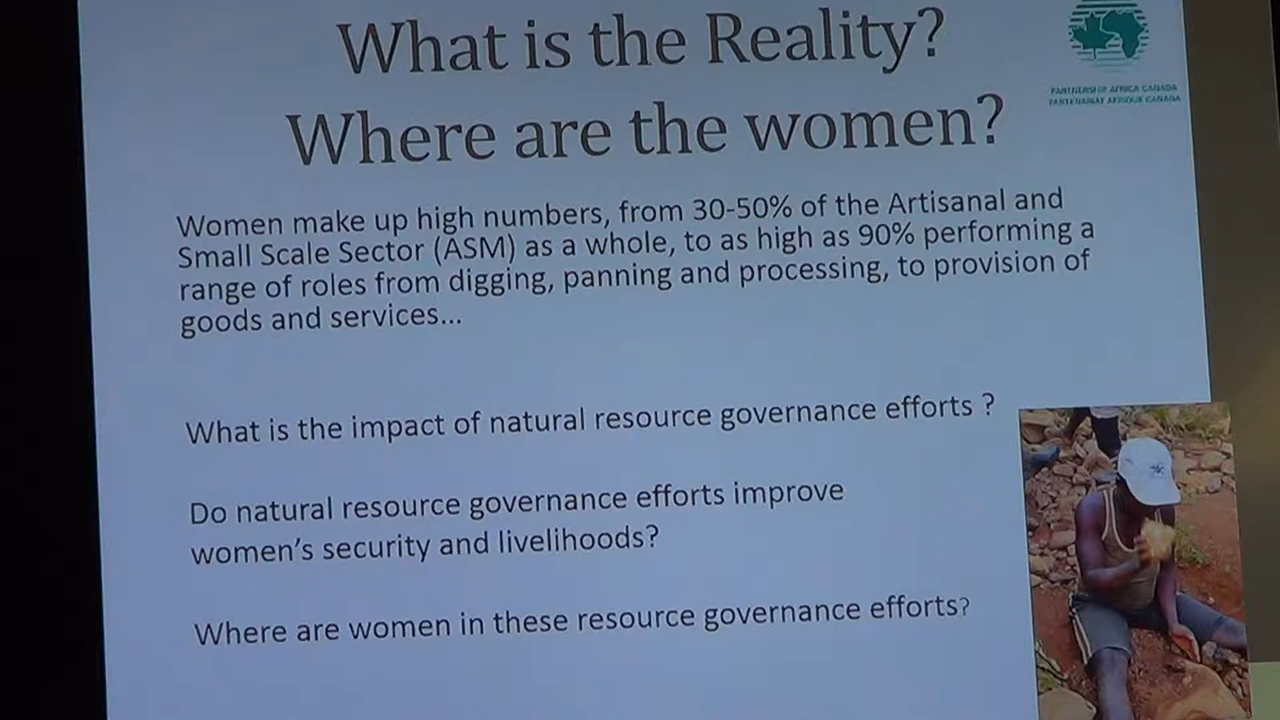 What is the Reality?
Where are the women?
PARTNERSHIP AFRICA CANADA
PARTENARIAT AFRIQUE CANADA
Women make up high numbers, from 30-50% of the Artisanal and
Small Scale Sector (ASM) as a whole, to as high as 90% performing a
range of roles from digging, panning and processing, to provision of
goods and services...
What is the impact of natural resource governance efforts ?
Do natural resource governance efforts improve
women's security and livelihoods?
Where are women in these resource governance efforts?